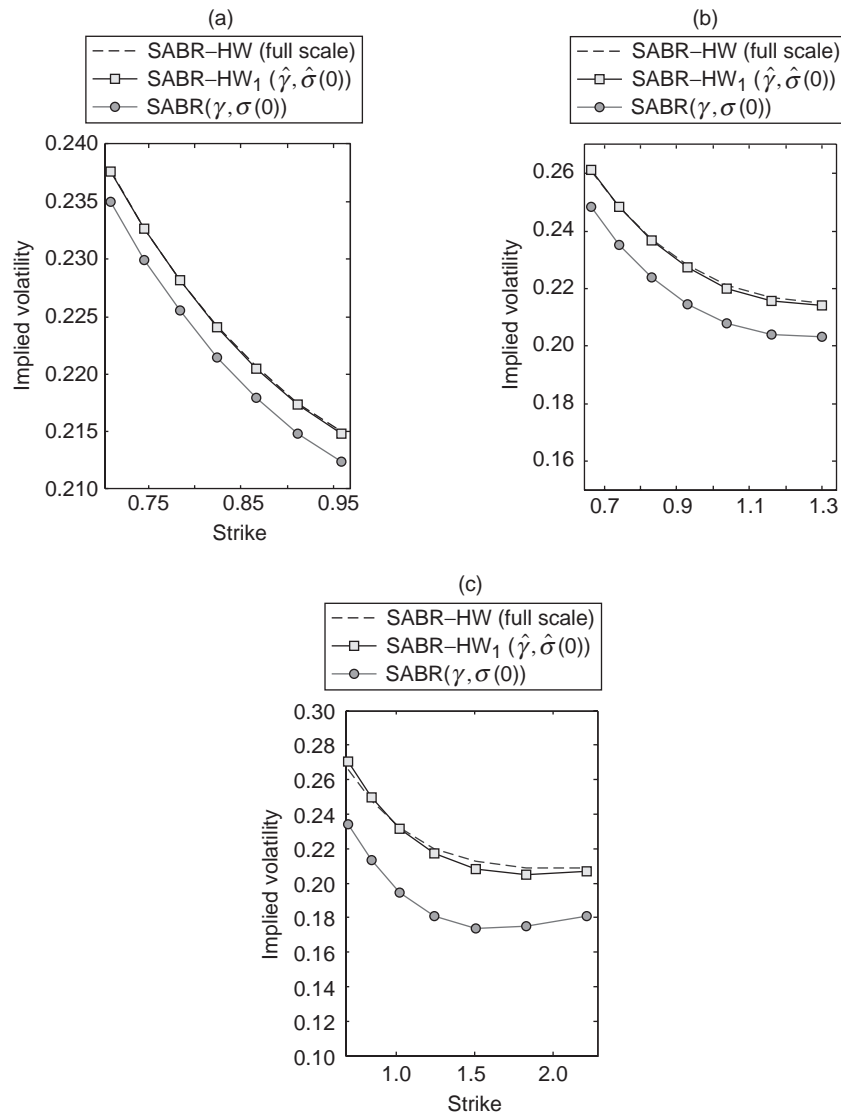 (a)
SABR–HW (full scale)
SABR–HW₁ (γ̂, σ̂(0))
SABR(γ, σ(0))
0.240
0.235
0.230
0.225
0.220
0.215
0.210
Implied volatility
0.75 0.85 0.95
Strike
(b)
SABR–HW (full scale)
SABR–HW₁ (γ̂, σ̂(0))
SABR(γ, σ(0))
0.26
0.24
0.22
0.20
0.18
0.16
Implied volatility
0.7 0.9 1.1 1.3
(c)
SABR–HW (full scale)
SABR–HW₁ (γ̂, σ̂(0))
SABR(γ, σ(0))
0.30
0.28
0.26
0.24
0.22
0.20
0.18
0.16
0.14
0.12
0.10
Implied volatility
1.0 1.5 2.0
Strike